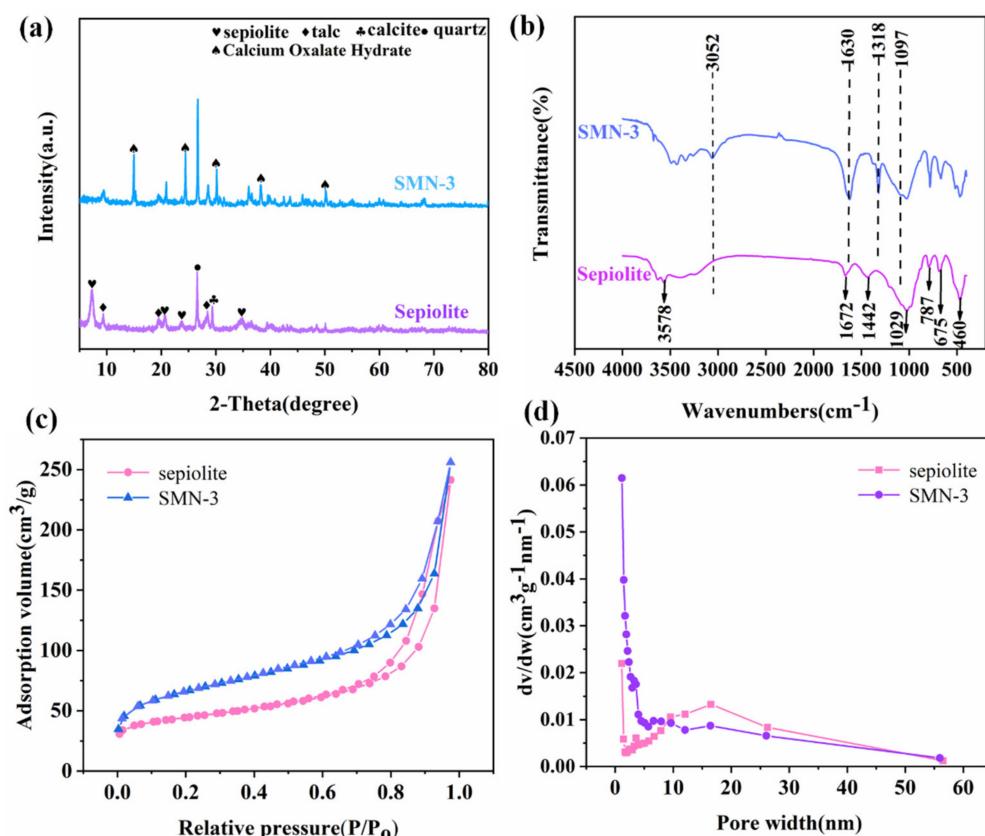 (a)
♥ sepiolite ♦talc ♣calcite● quartz
♠Calcium Oxalate Hydrate
Intensity(a.u.)
SMN-3
Sepiolite
10 20 30 40 50 60 70 80
2-Theta(degree)
(b)
3052
1630
1318
1097
Transmittance(%)
SMN-3
Sepiolite
3578
1672
1442
1029
787
675
460
4500 4000 3500 3000 2500 2000 1500 1000 500
Wavenumbers(cm⁻¹)
(c)
sepiolite
SMN-3
Adsorption volume(cm³/g)
250
200
150
100
50
0
0.0 0.2 0.4 0.6 0.8 1.0
Relative pressure(P/P₀)
(d)
sepiolite
SMN-3
dv/dw(cm³g-1nm-1)
0.07
0.06
0.05
0.04
0.03
0.02
0.01
0.00
0 10 20 30 40 50 60
Pore width(nm)